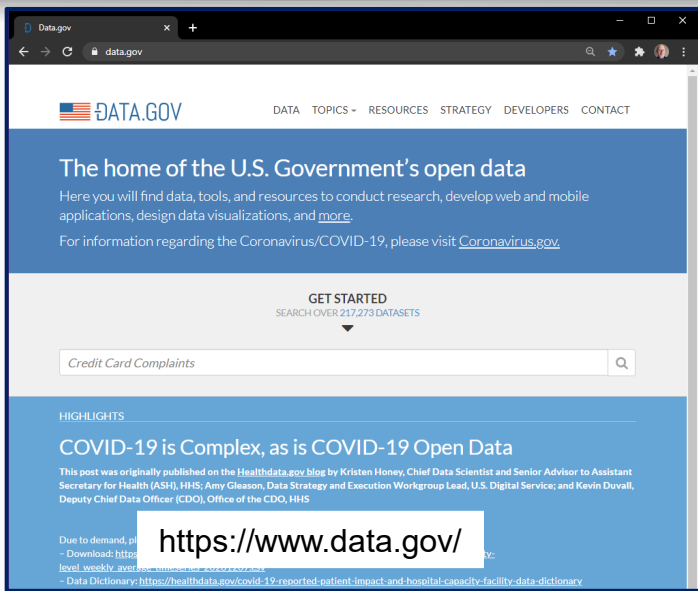 Data.gov
data.gov
DATA.GOV
DATA TOPICS RESOURCES STRATEGY DEVELOPERS CONTACT
The home of the U.S. Government's open data
Here you will find data, tools, and resources to conduct research, develop web and mobile
applications, design data visualizations, and more.
For information regarding the Coronavirus/COVID-19, please visit Coronavirus.gov.
GET STARTED
SEARCH OVER 217,273 DATASETS
Credit Card Complaints
HIGHLIGHTS
COVID-19 is Complex, as is COVID-19 Open Data
This post was originally published on the Healthdata.gov blog by Kristen Honey, Chief Data Scientist and Senior Advisor to Assistant
Secretary for Health (ASH), HHS; Amy Gleason, Data Strategy and Execution Workgroup Lead, U.S. Digital Service; and Kevin Duvall,
Deputy Chief Data Officer (CDO), Office of the CDO, HHS
Due to demand,
https://www.data.gov/
– Download:
– Data Dictionary: https://healthdata.gov/covid-19-reported-patient-impact-and-hospital-capacity-facility-data-dictionary